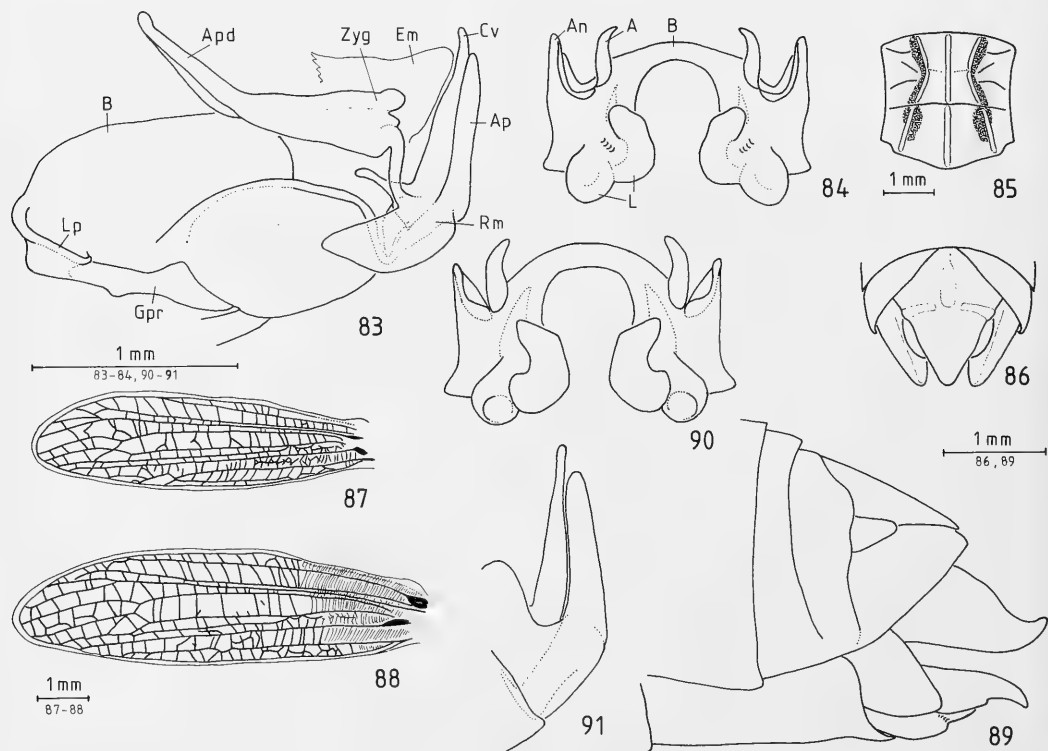 Apd
Zyg
Em
Cv
B
Ap
Lp
Rm
Gpr
83
1 mm
83-84, 90-91
An
A
B
L
84
1 mm
85
86
1 mm
86, 89
90
87
88
1 mm
87-88
91
89